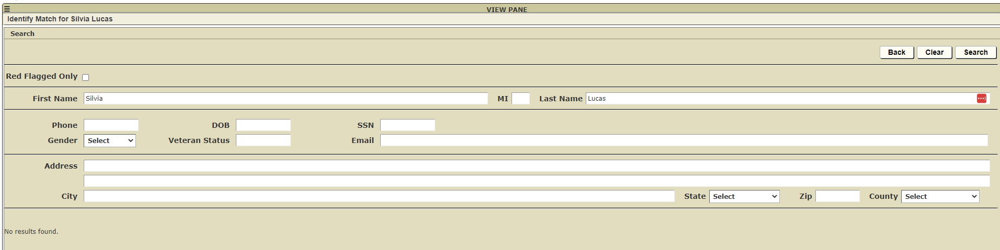 VIEW PANE
Identify Match for Silvia Lucas
Search
Back Clear Search
Red Flagged Only
First Name Silvia MI Last Name Lucas
Phone DOB SSN
Gender Select Veteran Status Email
Address
City State Select Zip County Select
No results found.